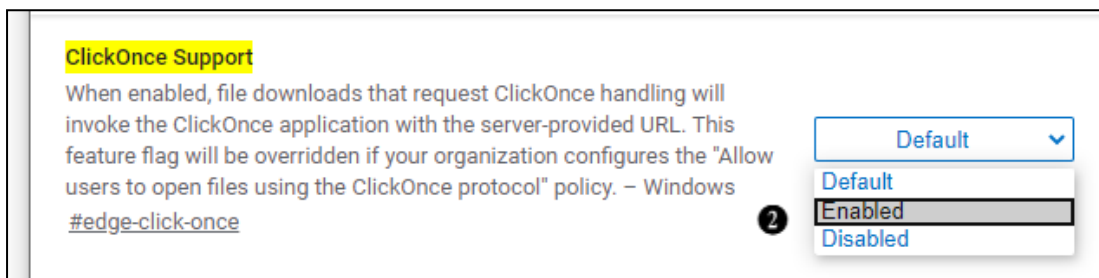 ClickOnce Support
When enabled, file downloads that request ClickOnce handling will
invoke the ClickOnce application with the server-provided URL. This
feature flag will be overridden if your organization configures the "Allow
users to open files using the ClickOnce protocol" policy. – Windows
#edge-click-once
Default
Default
2 Enabled
Disabled